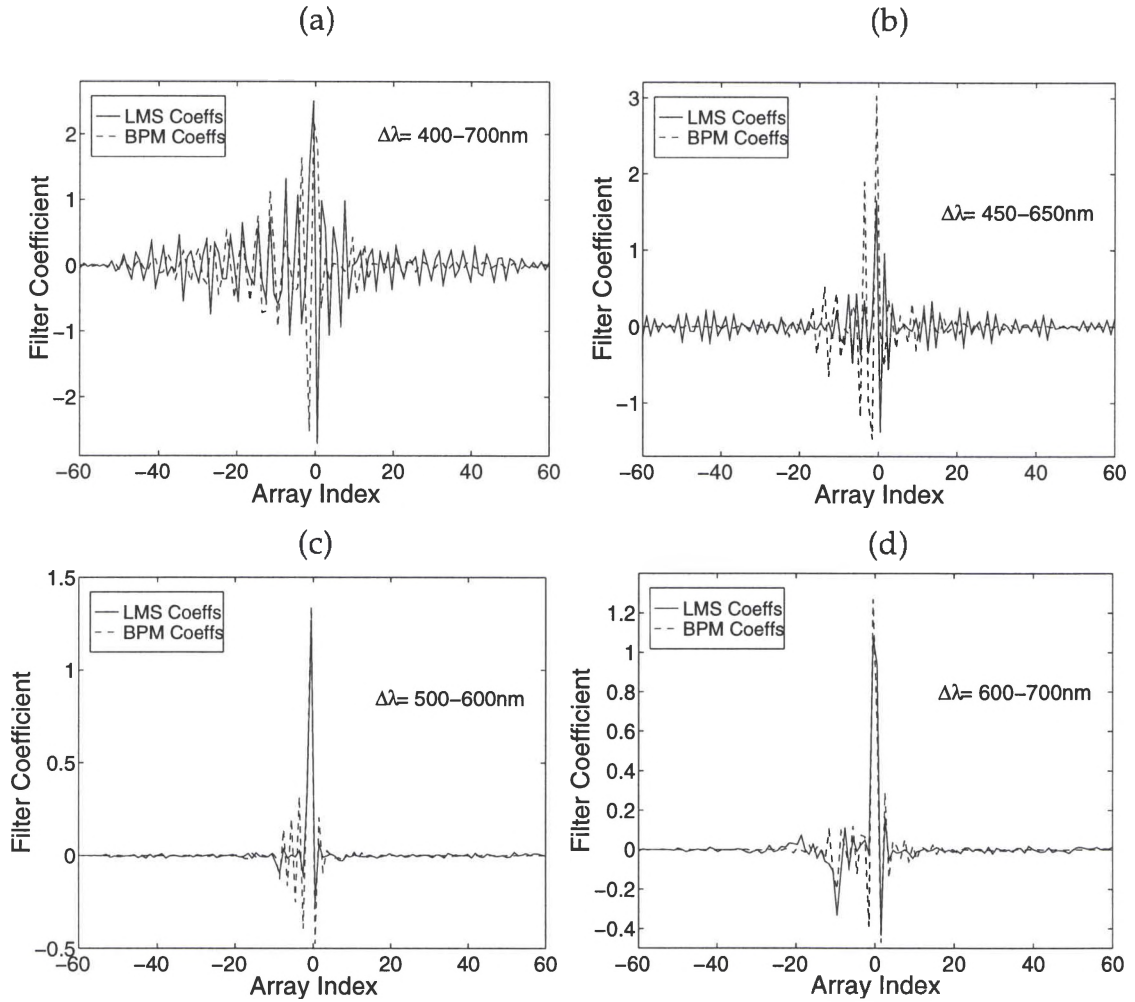 (a)
LMS Coeffs
BPM Coeffs
Δλ= 400−700nm
Filter Coefficient
2
1
0
−1
−2
−60 −40 −20 0 20 40 60
Array Index
(b)
LMS Coeffs
BPM Coeffs
Δλ= 450−650nm
Filter Coefficient
3
2
1
0
−1
−60 −40 −20 0 20 40 60
Array Index
(c)
LMS Coeffs
BPM Coeffs
Δλ= 500−600nm
Filter Coefficient
1.5
1
0.5
0
−0.5
−60 −40 −20 0 20 40 60
Array Index
(d)
LMS Coeffs
BPM Coeffs
Δλ= 600−700nm
Filter Coefficient
1.2
1
0.8
0.6
0.4
0.2
0
−0.2
−0.4
−60 −40 −20 0 20 40 60
Array Index